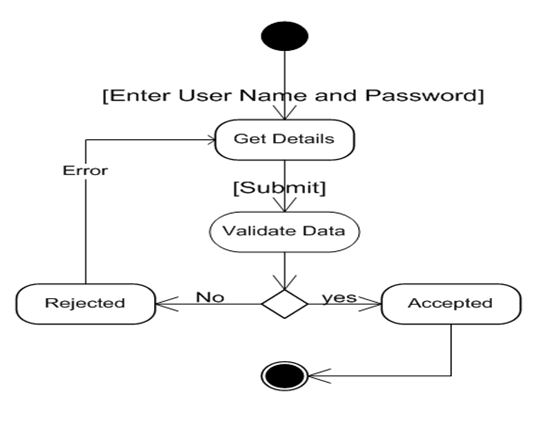 [Enter User Name and Password]
Get Details
Error
[Submit]
Validate Data
Rejected
No
yes
Accepted